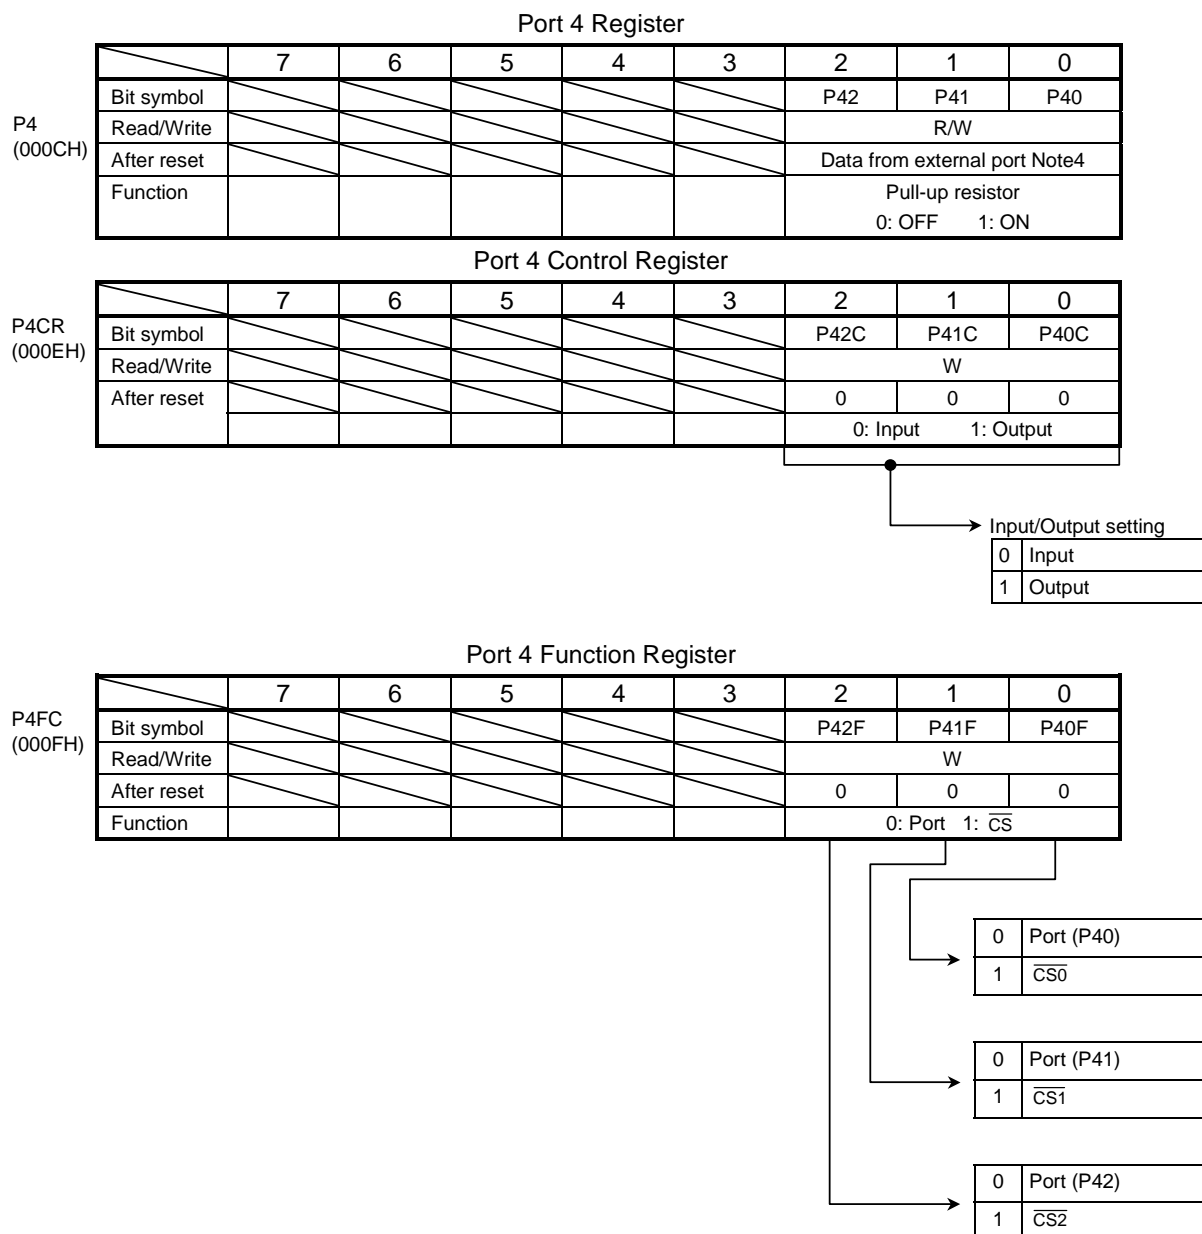 Port 4 Register
7 6 5 4 3 2 1 0
P4
(000CH)
Bit symbol P42 P41 P40
Read/Write R/W
After reset Data from external port Note4
Function Pull-up resistor
0: OFF 1: ON
Port 4 Control Register
7 6 5 4 3 2 1 0
P4CR
(000EH)
Bit symbol P42C P41C P40C
Read/Write W
After reset 0 0 0
0: Input 1: Output
Input/Output setting
0 Input
1 Output
Port 4 Function Register
7 6 5 4 3 2 1 0
P4FC
(000FH)
Bit symbol P42F P41F P40F
Read/Write W
After reset 0 0 0
Function 0: Port 1: C̅S̅
0 Port (P40)
1 C̅S̅0̅
0 Port (P41)
1 C̅S̅1̅
0 Port (P42)
1 C̅S̅2̅